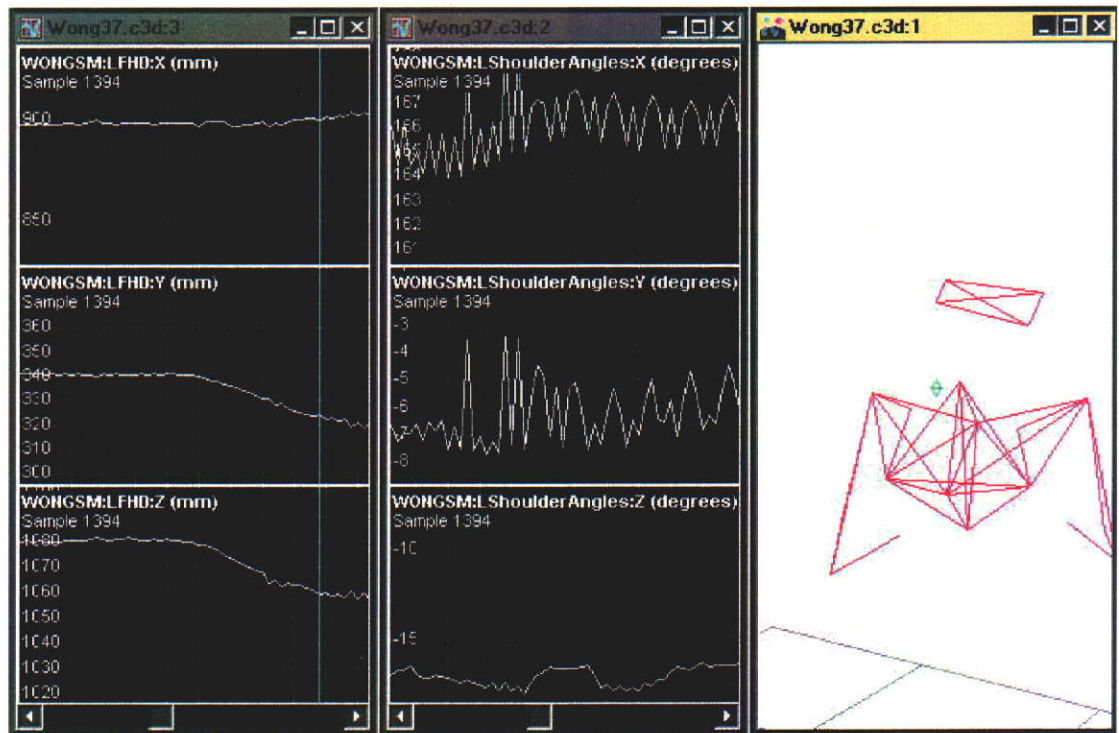 Wong37.c3d:3
WONGSM:LFHD:X (mm)
Sample 1394
900
850
WONGSM:LFHD:Y (mm)
Sample 1394
360
350
340
330
320
310
300
WONGSM:LFHD:Z (mm)
Sample 1394
1080
1070
1060
1050
1040
1030
1020
Wong37.c3d:2
WONGSM:LShoulderAngles:X (degrees)
Sample 1394
167
166
165
164
163
162
161
WONGSM:LShoulderAngles:Y (degrees)
Sample 1394
-3
-4
-5
-6
-7
-8
WONGSM:LShoulderAngles:Z (degrees)
Sample 1394
-10
-15
Wong37.c3d:1